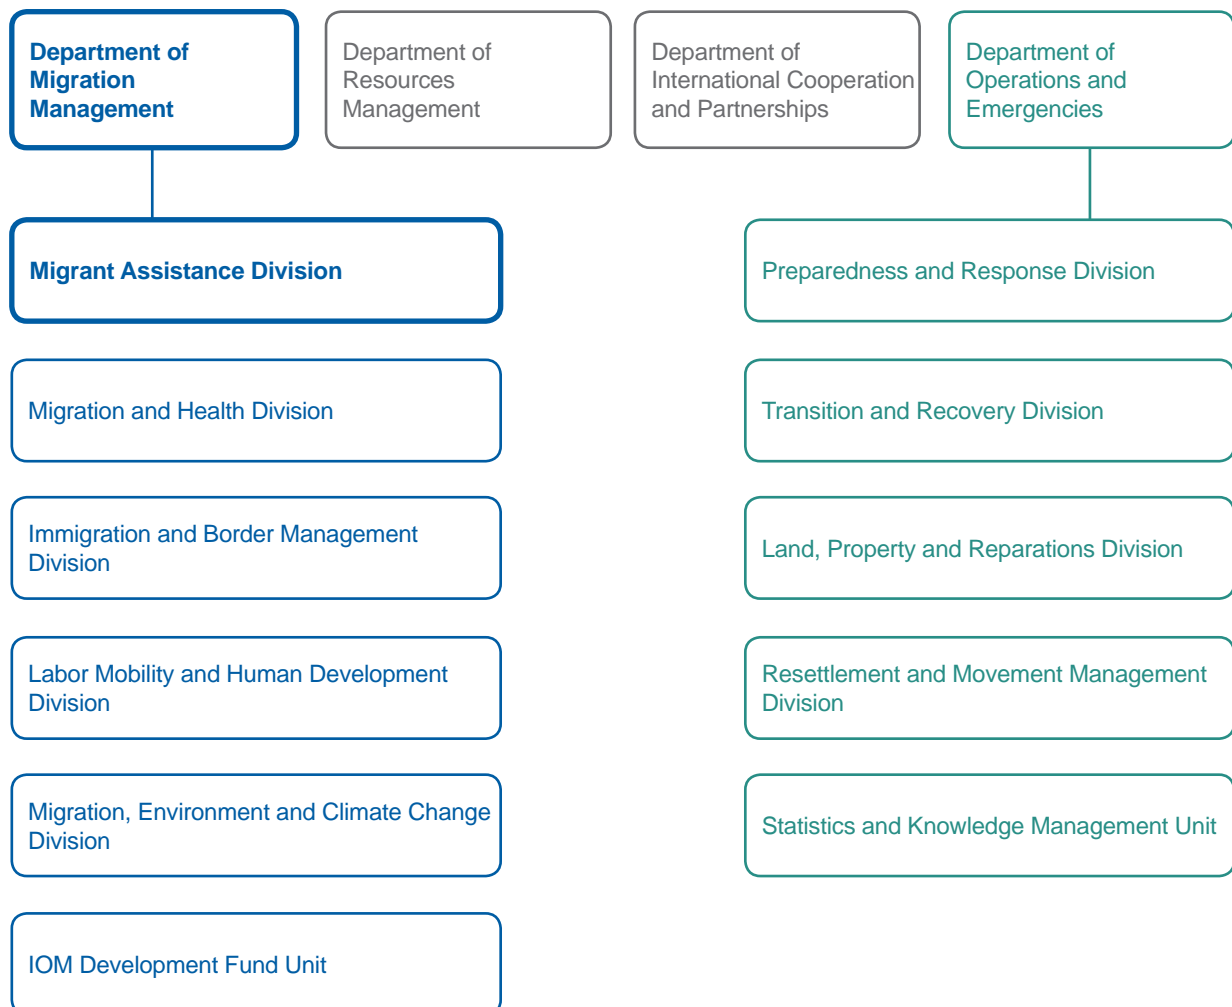 Department of
Migration
Management
Department of
Resources
Management
Department of
International Cooperation
and Partnerships
Department of
Operations and
Emergencies
Migrant Assistance Division
Preparedness and Response Division
Migration and Health Division
Transition and Recovery Division
Immigration and Border Management
Division
Land, Property and Reparations Division
Labor Mobility and Human Development
Division
Resettlement and Movement Management
Division
Migration, Environment and Climate Change
Division
Statistics and Knowledge Management Unit
IOM Development Fund Unit